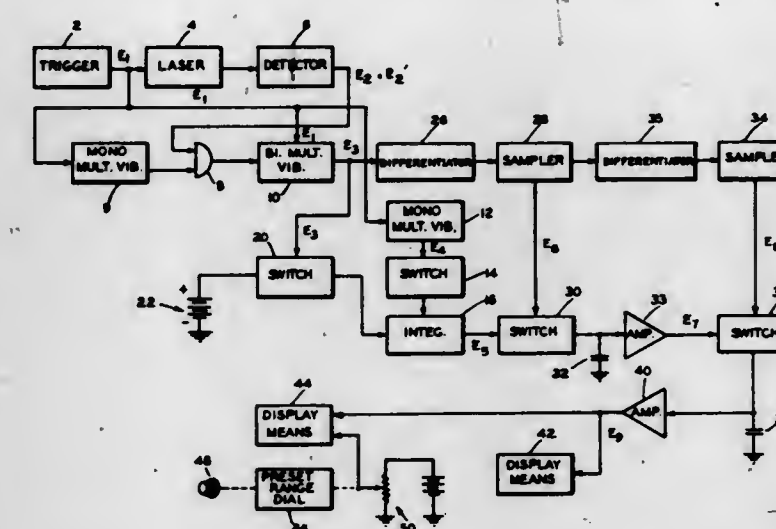 2
4
6
TRIGGER
E1
LASER
DETECTOR
E2 + E2'
E1
E1
E3
26
28
35
34
MONO
MULT. VIB.
9
8
BI. MULT.
VIB.
10
DIFFERENTIATOR
SAMPLER
DIFFERENTIATOR
SAMPLE
MONO
MULT. VIB.
12
E3
E4
E6
E8
20
SWITCH
SWITCH
14
22
+
-
16
30
33
INTEG.
E5
SWITCH
AMP.
E7
SWITCH
32
44
40
DISPLAY
MEANS
42
AMP.
E9
DISPLAY
MEANS
48
PRESET
RANGE
DIAL
50